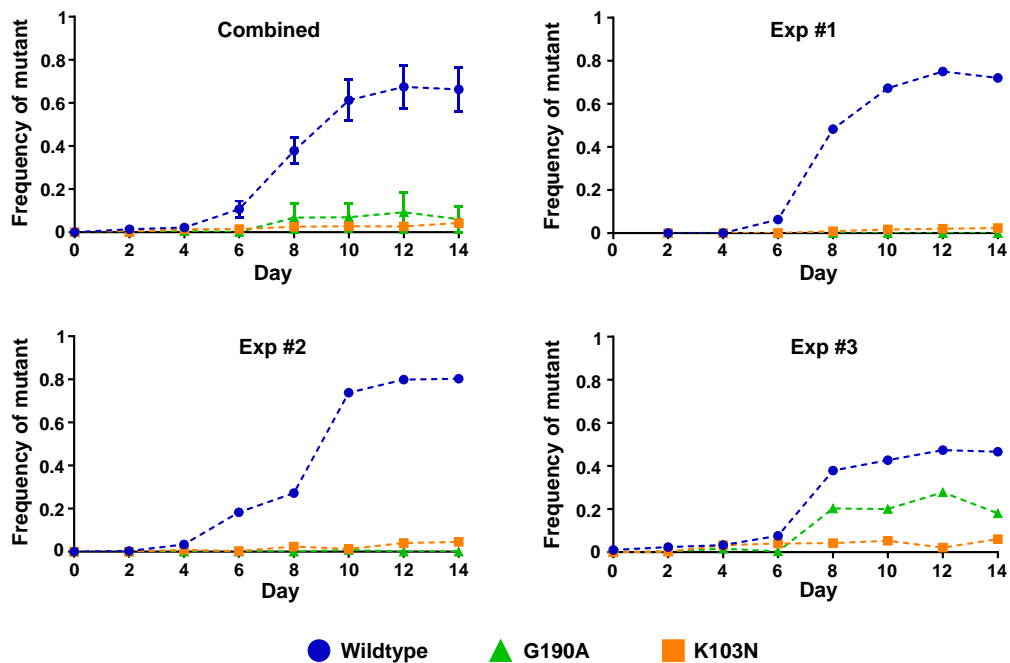 Combined
Frequency of mutant
1
0.8
0.6
0.4
0.2
0
0 2 4 6 8 10 12 14
Day
Exp #1
Frequency of mutant
1
0.8
0.6
0.4
0.2
0
0 2 4 6 8 10 12 14
Day
Exp #2
Frequency of mutant
1
0.8
0.6
0.4
0.2
0
0 2 4 6 8 10 12 14
Day
Exp #3
Frequency of mutant
1
0.8
0.6
0.4
0.2
0
0 2 4 6 8 10 12 14
Day
Wildtype G190A K103N